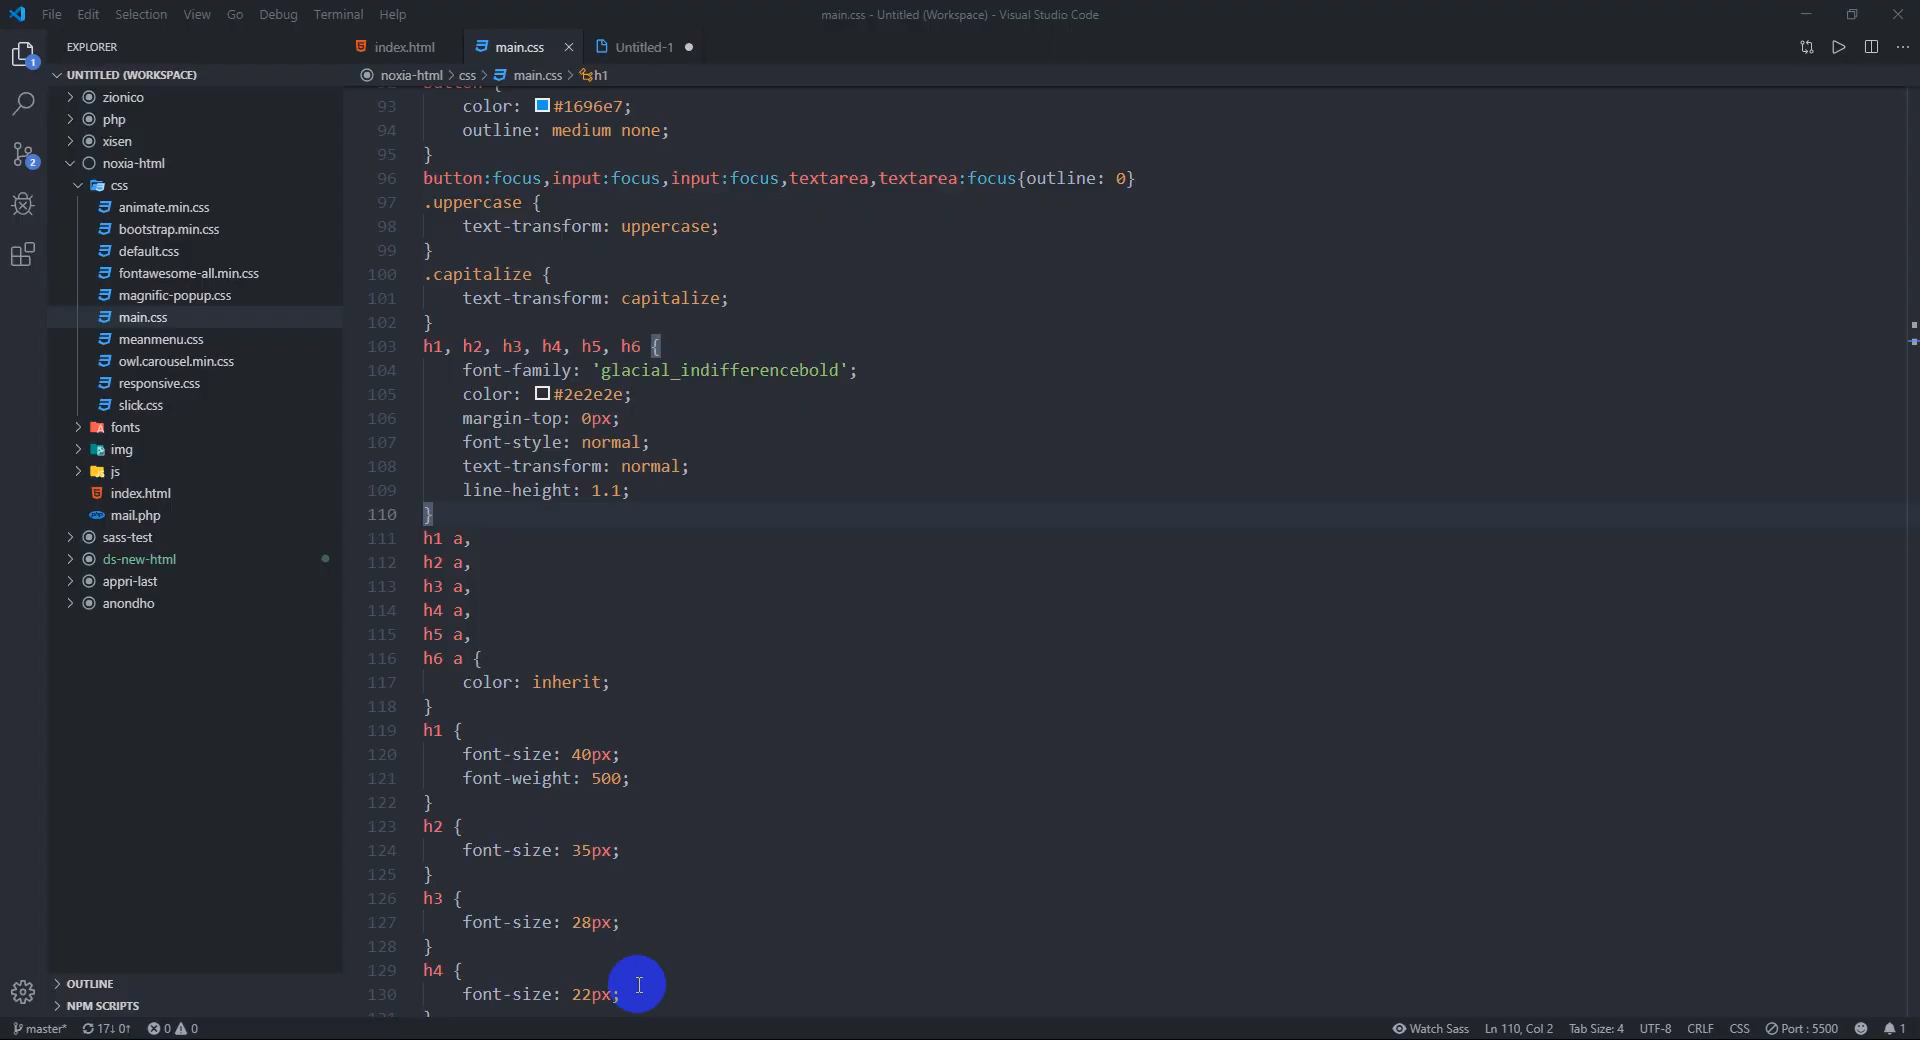 File Edit Selection View Go Debug Terminal Help
main.css - Untitled (Workspace) - Visual Studio Code
EXPLORER
index.html
main.css
Untitled-1
UNTITLED (WORKSPACE)
noxia-html > css > main.css > h1
1
zionico
php
xisen
2
noxia-html
css
animate.min.css
bootstrap.min.css
default.css
fontawesome-all.min.css
magnific-popup.css
main.css
meanmenu.css
owl.carousel.min.css
responsive.css
slick.css
fonts
img
js
index.html
mail.php
sass-test
ds-new-html
appri-last
anondho
OUTLINE
NPM SCRIPTS
button {
93 color: #1696e7;
94 outline: medium none;
95 }
96 button:focus,input:focus,input:focus,textarea,textarea:focus{outline: 0}
97 .uppercase {
98 text-transform: uppercase;
99 }
100 .capitalize {
101 text-transform: capitalize;
102 }
103 h1, h2, h3, h4, h5, h6 {
104 font-family: 'glacial_indifferencebold';
105 color: #2e2e2e;
106 margin-top: 0px;
107 font-style: normal;
108 text-transform: normal;
109 line-height: 1.1;
110 }
111 h1 a,
112 h2 a,
113 h3 a,
114 h4 a,
115 h5 a,
116 h6 a {
117 color: inherit;
118 }
119 h1 {
120 font-size: 40px;
121 font-weight: 500;
122 }
123 h2 {
124 font-size: 35px;
125 }
126 h3 {
127 font-size: 28px;
128 }
129 h4 {
130 font-size: 22px;
master* 17↓ 0↑ 0 0
Watch Sass Ln 110, Col 2 Tab Size: 4 UTF-8 CRLF CSS Port : 5500 1